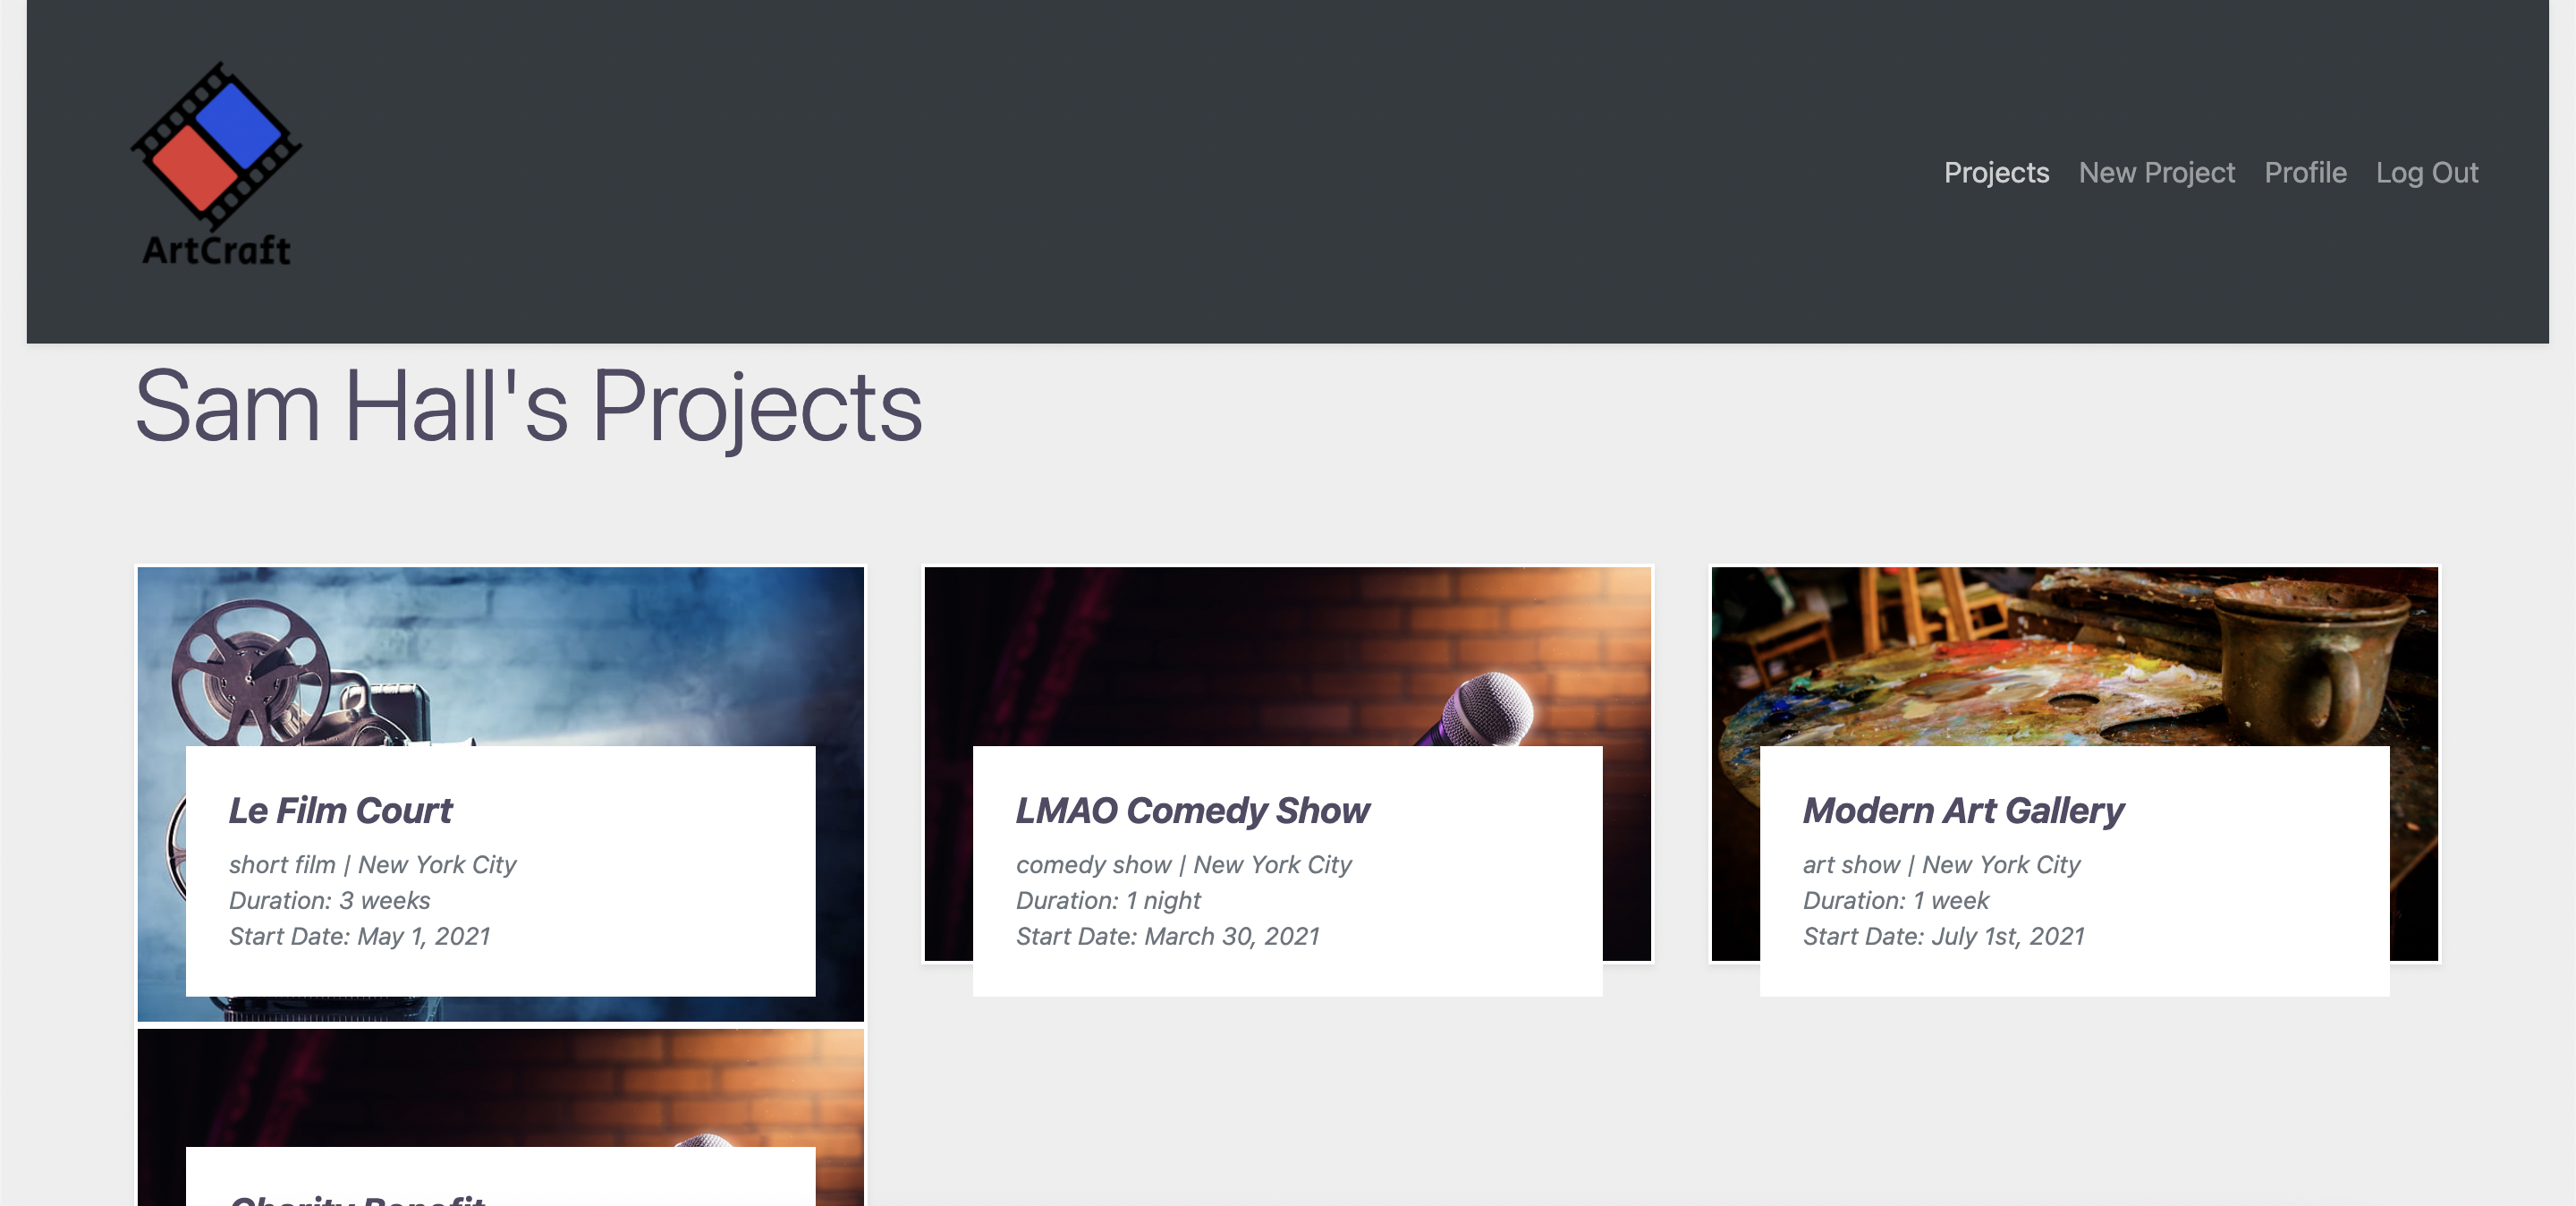 ArtCraft
Projects New Project Profile Log Out
Sam Hall's Projects
Le Film Court
short film | New York City
Duration: 3 weeks
Start Date: May 1, 2021
LMAO Comedy Show
comedy show | New York City
Duration: 1 night
Start Date: March 30, 2021
Modern Art Gallery
art show | New York City
Duration: 1 week
Start Date: July 1st, 2021
Charity Benefit